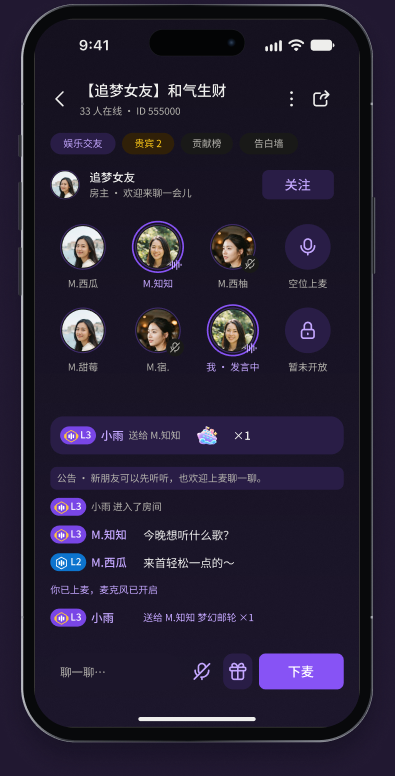 9:41
【追梦女友】和气生财
33 人在线 • ID 555000
娱乐交友 贵宾 2 贡献榜 告白墙
追梦女友
房主 • 欢迎来聊一会儿
关注
M.西瓜 M.知知 M.西柚 空位上麦
M.甜莓 M.宿. 我 • 发言中 暂未开放
L3 小雨 送给 M.知知 ×1
公告 • 新朋友可以先听听，也欢迎上麦聊一聊。
L3 小雨 进入了房间
L3 M.知知 今晚想听什么歌？
L2 M.西瓜 来首轻松一点的～
你已上麦，麦克风已开启
L3 小雨 送给 M.知知 梦幻邮轮 ×1
聊一聊… 下麦